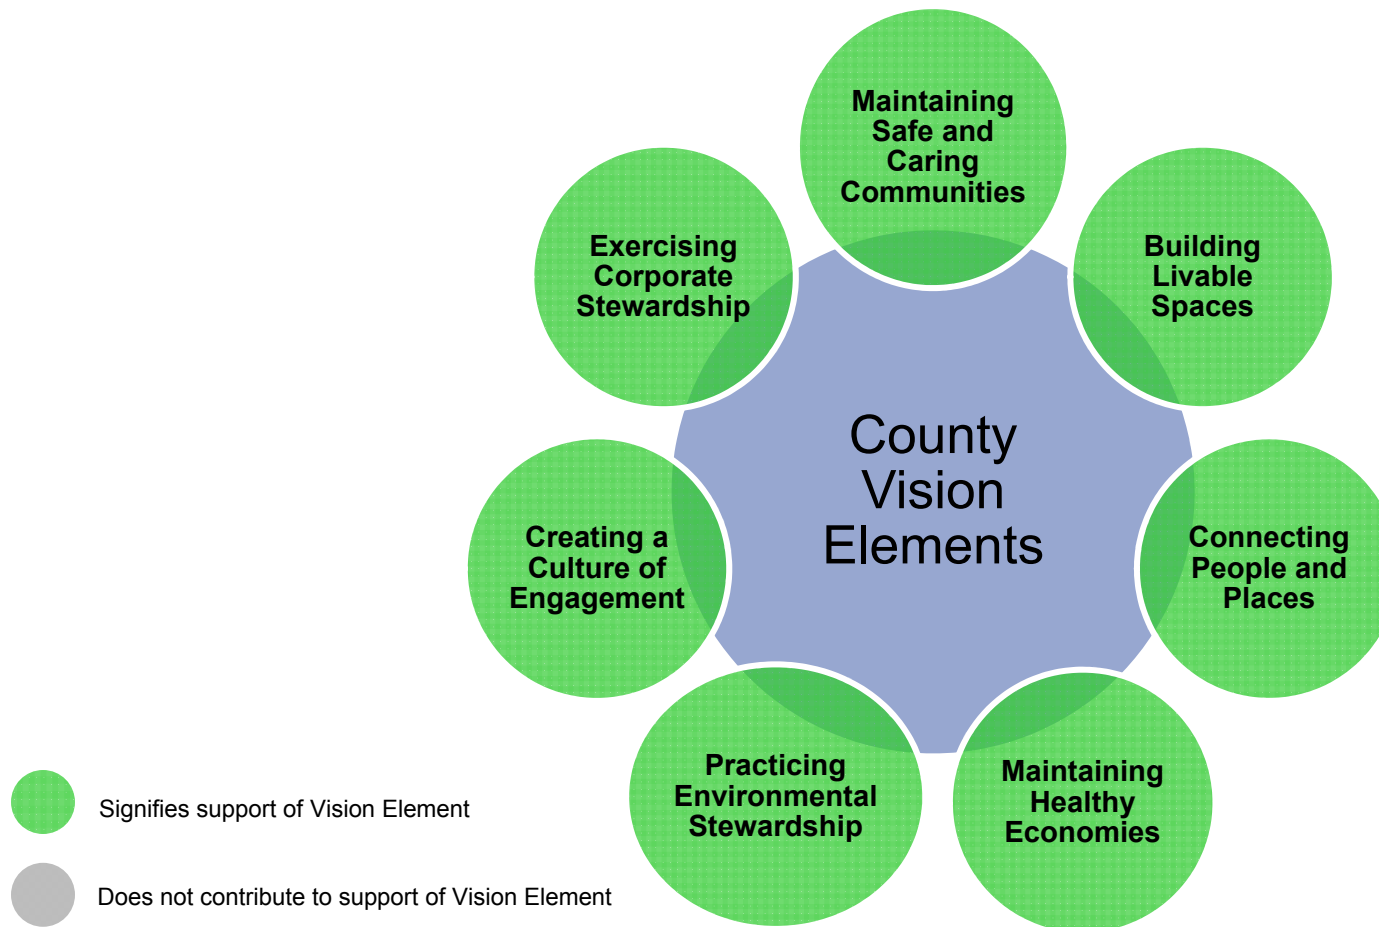 Maintaining
Safe and
Caring
Communities
Building
Livable
Spaces
Connecting
People and
Places
Maintaining
Healthy
Economies
Practicing
Environmental
Stewardship
Creating a
Culture of
Engagement
Exercising
Corporate
Stewardship
County
Vision
Elements
Signifies support of Vision Element
Does not contribute to support of Vision Element